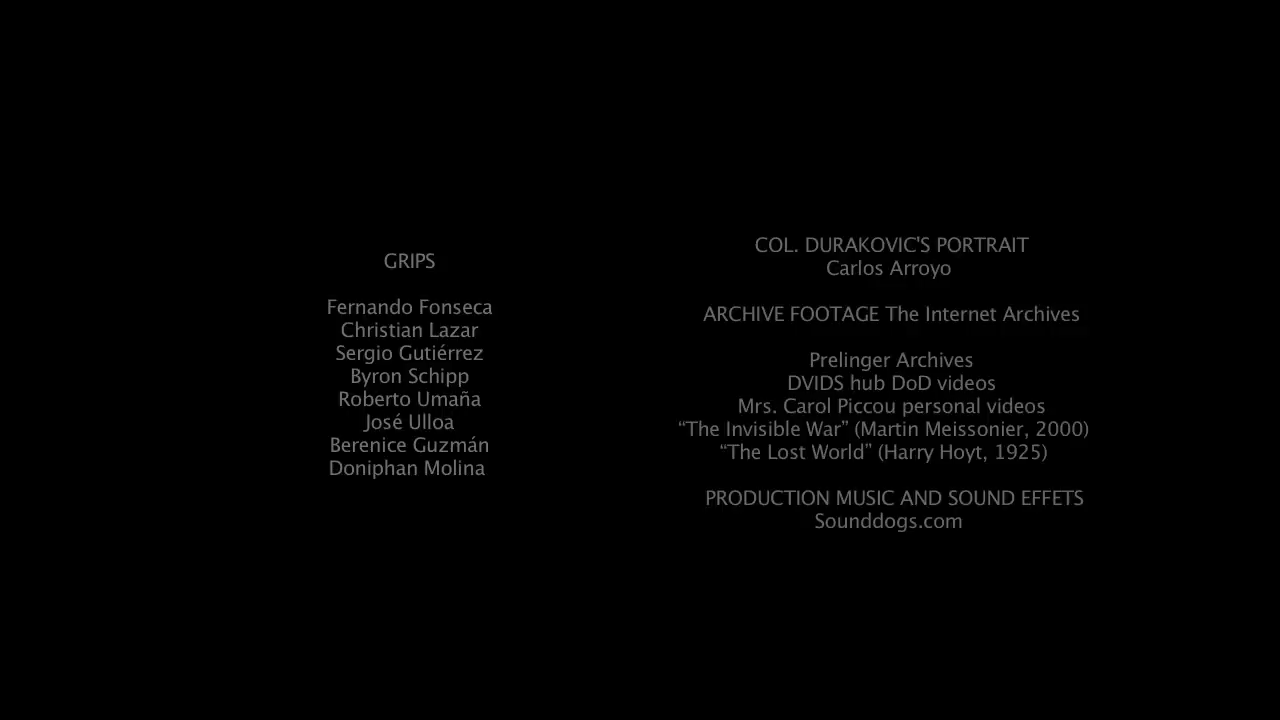 GRIPS
Fernando Fonseca
Christian Lazar
Sergio Gutiérrez
Byron Schipp
Roberto Umaña
José Ulloa
Berenice Guzmán
Doniphan Molina
COL. DURAKOVIC'S PORTRAIT
Carlos Arroyo
ARCHIVE FOOTAGE The Internet Archives
Prelinger Archives
DVIDS hub DoD videos
Mrs. Carol Piccou personal videos
“The Invisible War” (Martin Meissonier, 2000)
“The Lost World” (Harry Hoyt, 1925)
PRODUCTION MUSIC AND SOUND EFFETS
Sounddogs.com